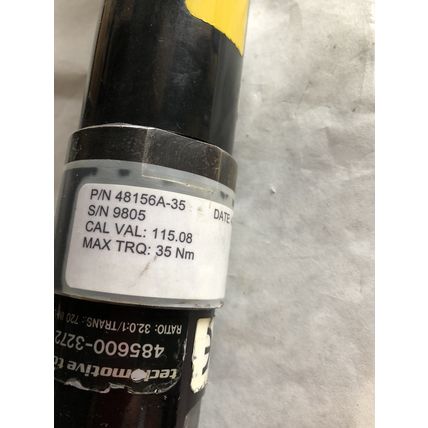 P/N 48156A-35
S/N 9805
DATE
CAL VAL: 115.08
MAX TRQ: 35 Nm
RATIO: 32.0:1/TRANS.: 720
485600-3272
techmotive